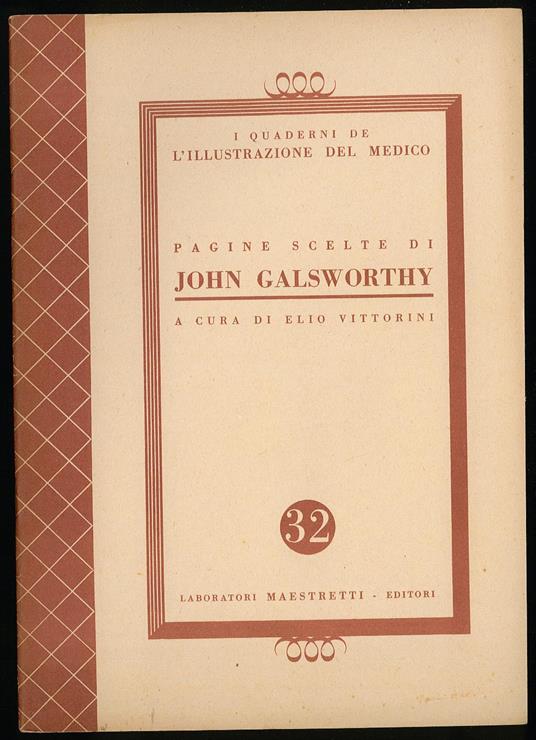 I QUADERNI DE
L'ILLUSTRAZIONE DEL MEDICO
PAGINE SCELTE DI
JOHN GALSWORTHY
A CURA DI ELIO VITTORINI
32
LABORATORI MAESTRETTI - EDITORI